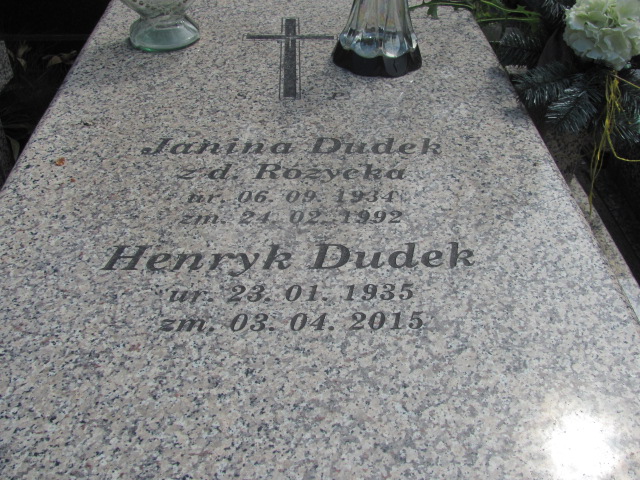 Janina Dudek
z d. Różycka
ur. 06. 09. 1934
zm. 24. 02. 1992
Henryk Dudek
ur. 23. 01. 1935
zm. 03. 04. 2015